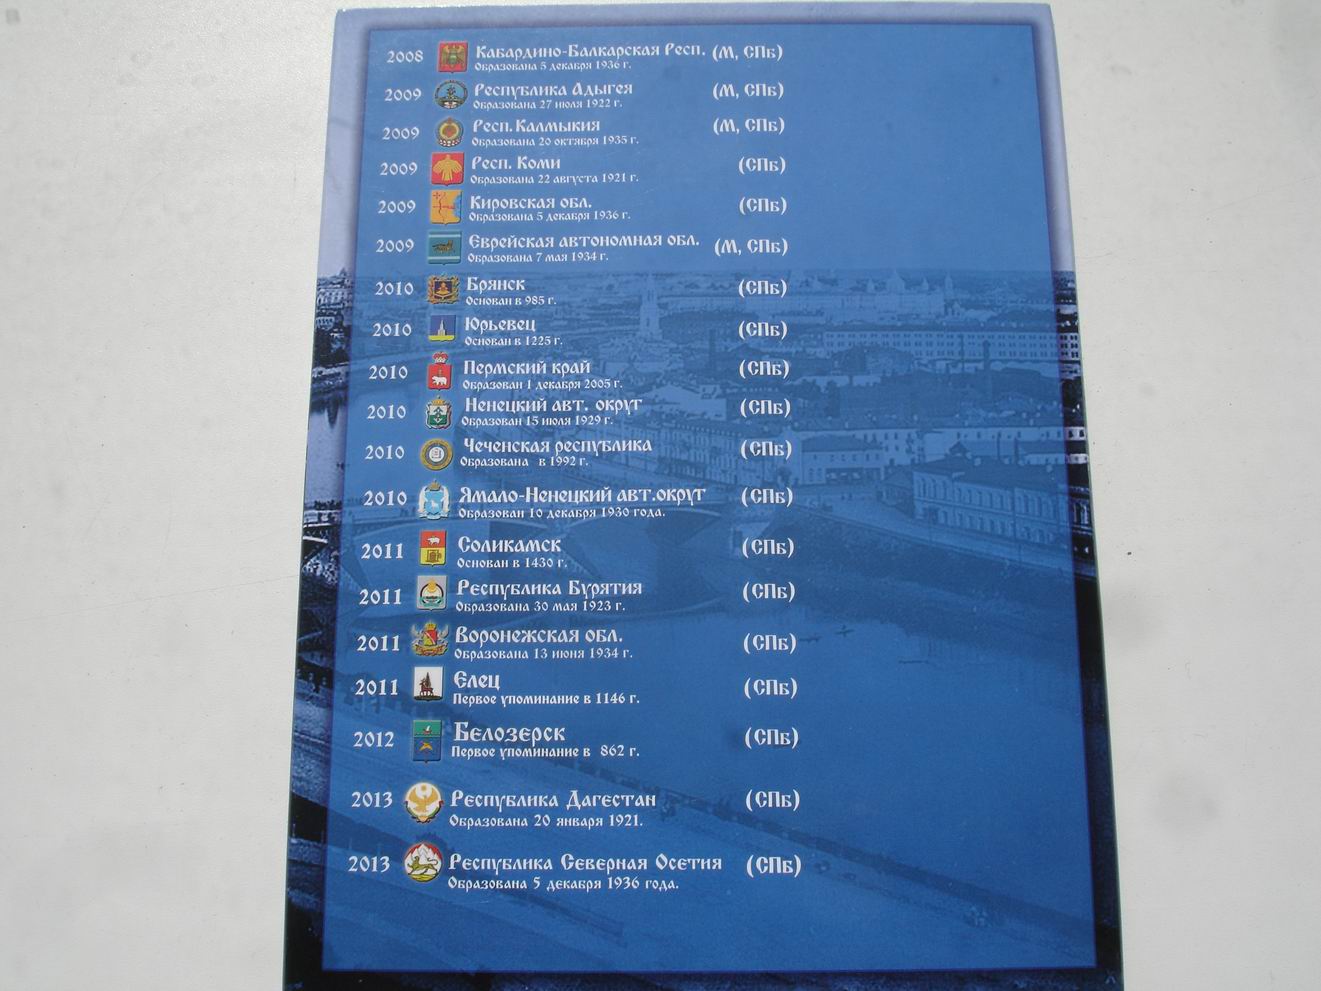 2008 Кабардино-Балкарская Респ. (М, СПб)
Образована 5 декабря 1936 г.
2009 Республика Адыгея (М, СПб)
Образована 27 июля 1922 г.
2009 Респ. Калмыкия (М, СПб)
Образована 20 октября 1935 г.
2009 Респ. Коми (СПб)
Образована 22 августа 1921 г.
2009 Кировская обл. (СПб)
Образована 5 декабря 1936 г.
2009 Еврейская автономная обл. (М, СПб)
Образована 7 мая 1934 г.
2010 Брянск (СПб)
Основан в 985 г.
2010 Юрьевец (СПб)
Основан в 1225 г.
2010 Пермский край (СПб)
Образован 1 декабря 2005 г.
2010 Ненецкий авт. округ (СПб)
Образован 15 июля 1929 г.
2010 Чеченская республика (СПб)
Образована в 1992 г.
2010 Ямало-Ненецкий авт.округ (СПб)
Образован 10 декабря 1930 года.
2011 Соликамск (СПб)
Основан в 1430 г.
2011 Республика Бурятия (СПб)
Образована 30 мая 1923 г.
2011 Воронежская обл. (СПб)
Образована 13 июня 1934 г.
2011 Елец (СПб)
Первое упоминание в 1146 г.
2012 Белозерск (СПб)
Первое упоминание в 862 г.
2013 Республика Дагестан (СПб)
Образована 20 января 1921.
2013 Республика Северная Осетия (СПб)
Образована 5 декабря 1936 года.